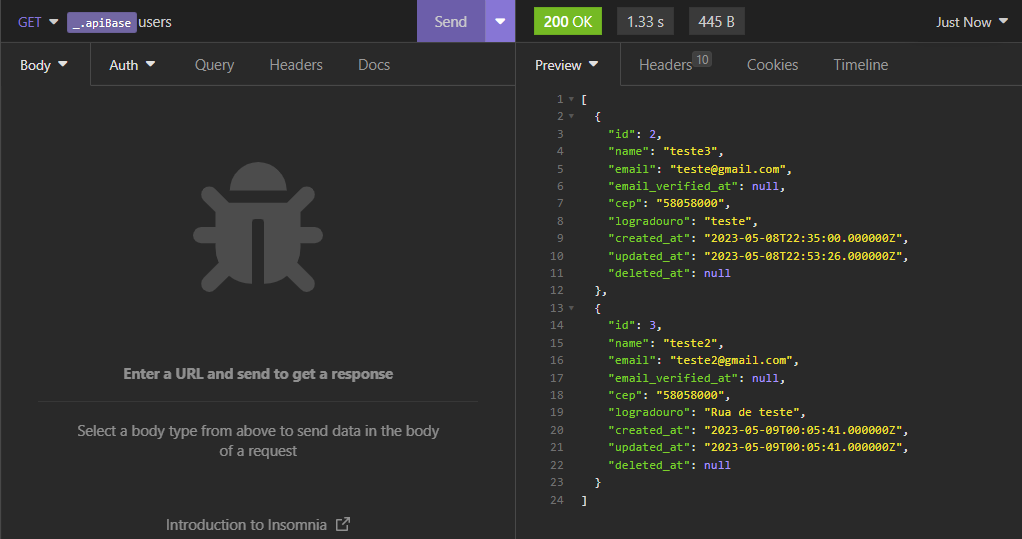 GET _.apiBase users Send
200 OK 1.33 s 445 B Just Now
Body Auth Query Headers Docs
Preview Headers 10 Cookies Timeline
Enter a URL and send to get a response
Select a body type from above to send data in the body
of a request
Introduction to Insomnia
1 [
2 {
3 "id": 2,
4 "name": "teste3",
5 "email": "teste@gmail.com",
6 "email_verified_at": null,
7 "cep": "58058000",
8 "logradouro": "teste",
9 "created_at": "2023-05-08T22:35:00.000000Z",
10 "updated_at": "2023-05-08T22:53:26.000000Z",
11 "deleted_at": null
12 },
13 {
14 "id": 3,
15 "name": "teste2",
16 "email": "teste2@gmail.com",
17 "email_verified_at": null,
18 "cep": "58058000",
19 "logradouro": "Rua de teste",
20 "created_at": "2023-05-09T00:05:41.000000Z",
21 "updated_at": "2023-05-09T00:05:41.000000Z",
22 "deleted_at": null
23 }
24 ]